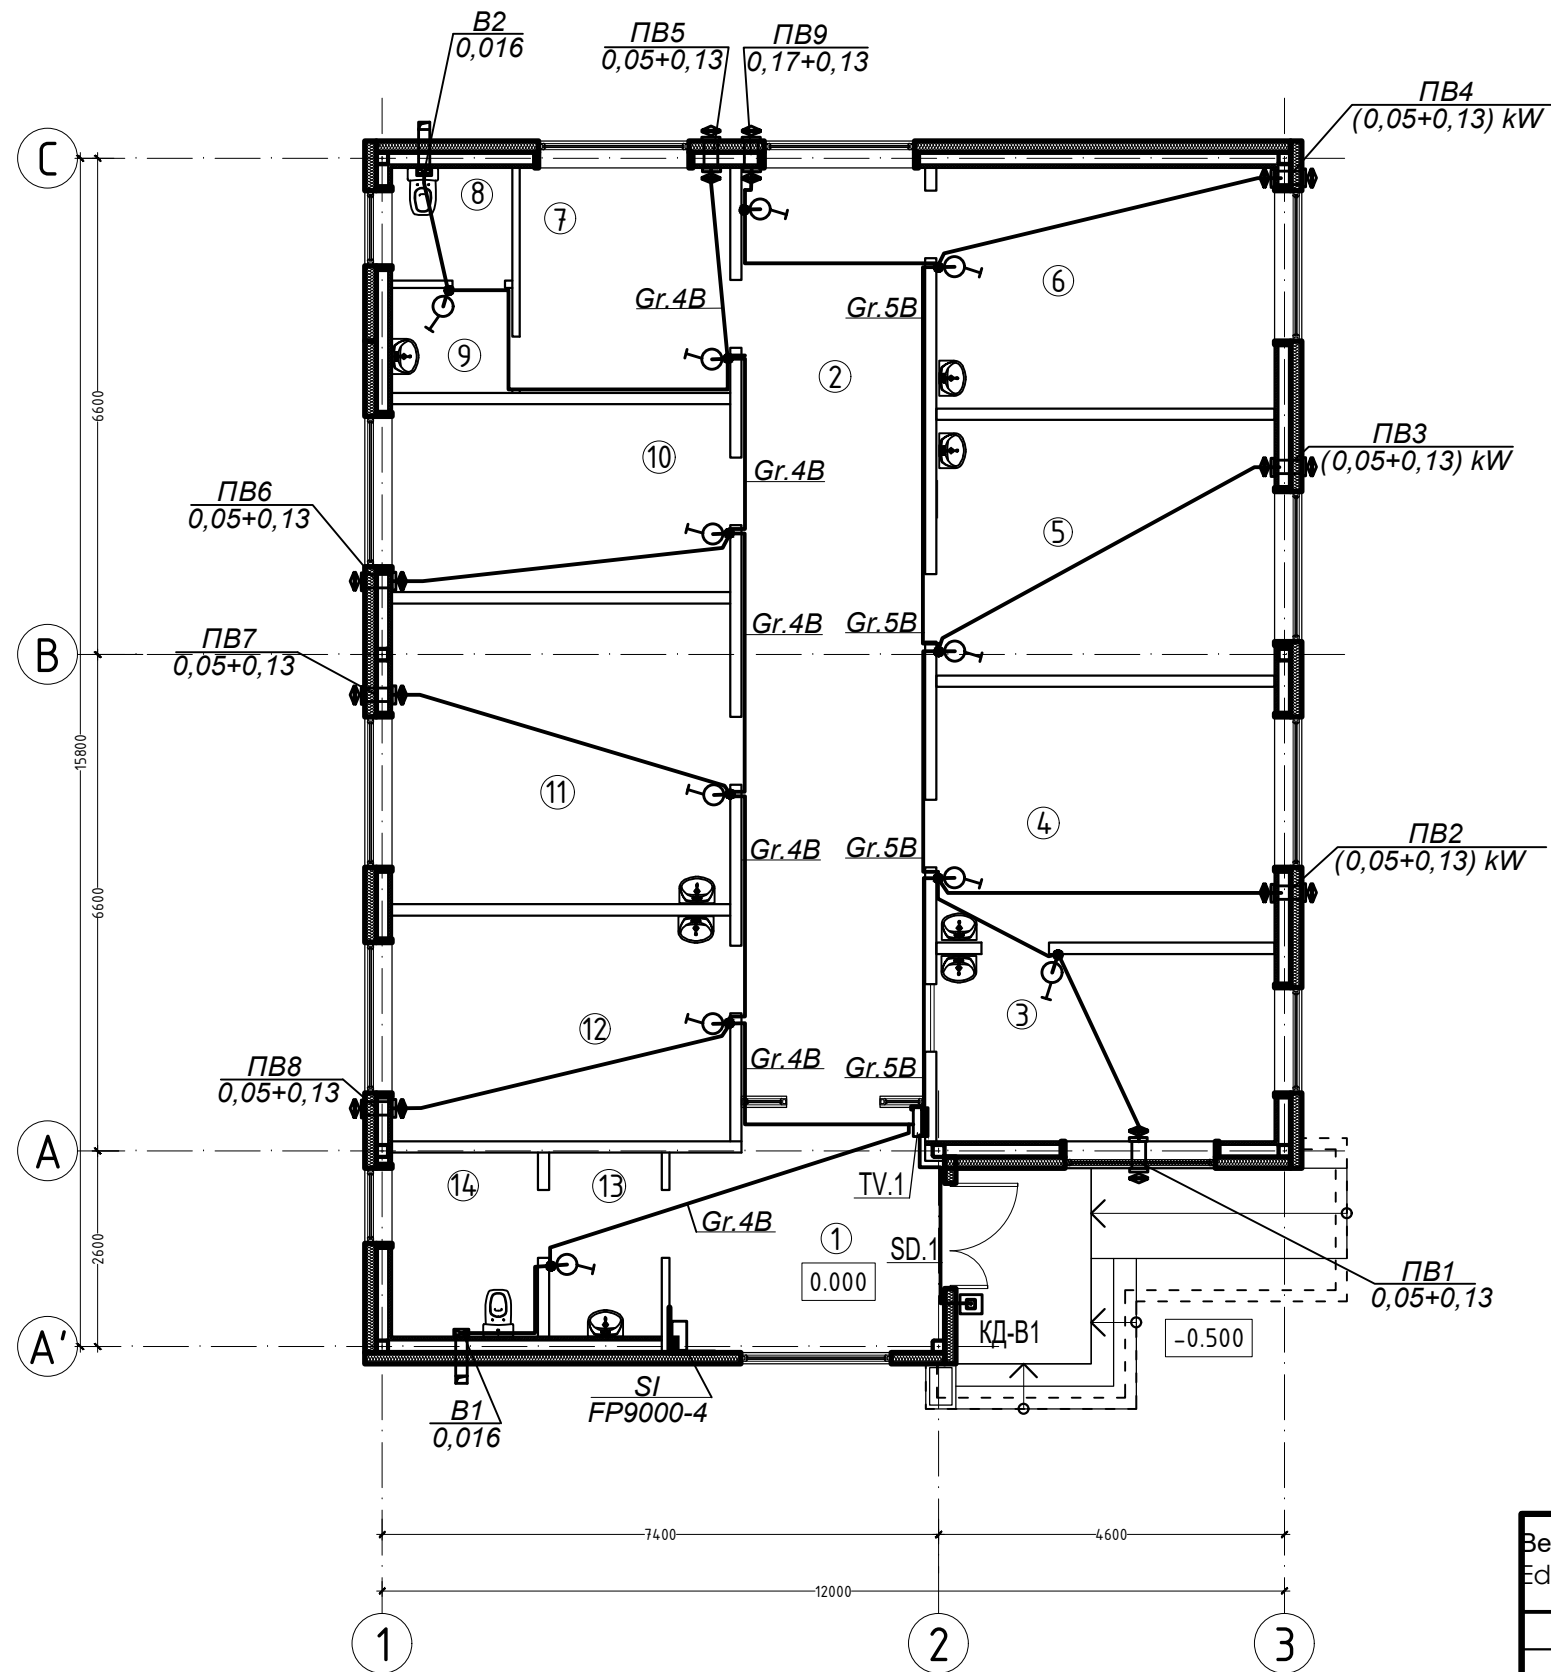 В2
0,016
ПВ5
0,05+0,13
ПВ9
0,17+0,13
ПВ4
(0,05+0,13) kW
C
8
7
6
Gr.4B
Gr.5B
9
2
6600
10
Gr.4B
ПВ3
(0,05+0,13) kW
ПВ6
0,05+0,13
5
Gr.4B
Gr.5B
B
ПВ7
0,05+0,13
15800
11
4
Gr.4B
Gr.5B
ПВ2
(0,05+0,13) kW
6600
12
3
Gr.4B
Gr.5B
ПВ8
0,05+0,13
A
14
13
TV.1
Gr.4B
1
SD.1
0.000
2600
ПВ1
0,05+0,13
КД-В1
-0.500
A'
SI
FP9000-4
В1
0,016
7400
4600
12000
Be
Ed
1
2
3